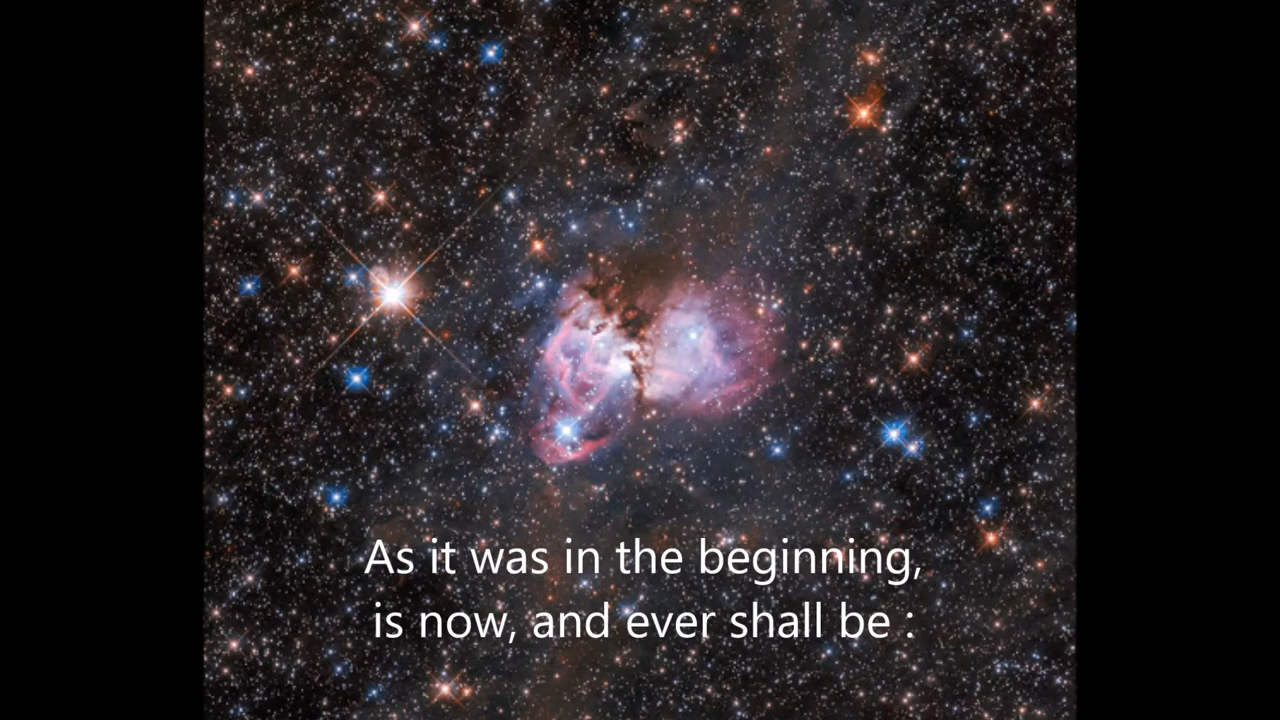 As it was in the beginning,
is now, and ever shall be :